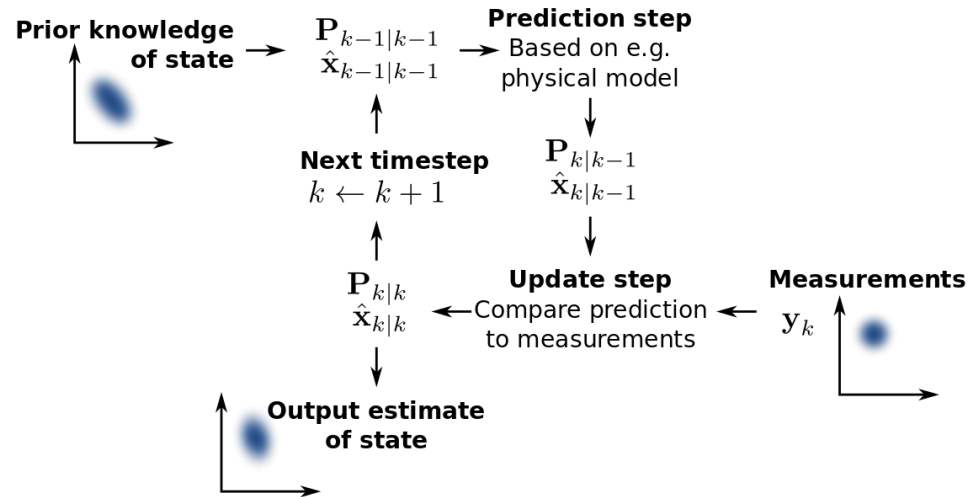 Prior knowledge
of state
P_{k−1|k−1}
x̂_{k−1|k−1}
Prediction step
Based on e.g.
physical model
P_{k|k−1}
x̂_{k|k−1}
Next timestep
k ← k + 1
P_{k|k}
x̂_{k|k}
Update step
Compare prediction
to measurements
Measurements
y_k
Output estimate
of state